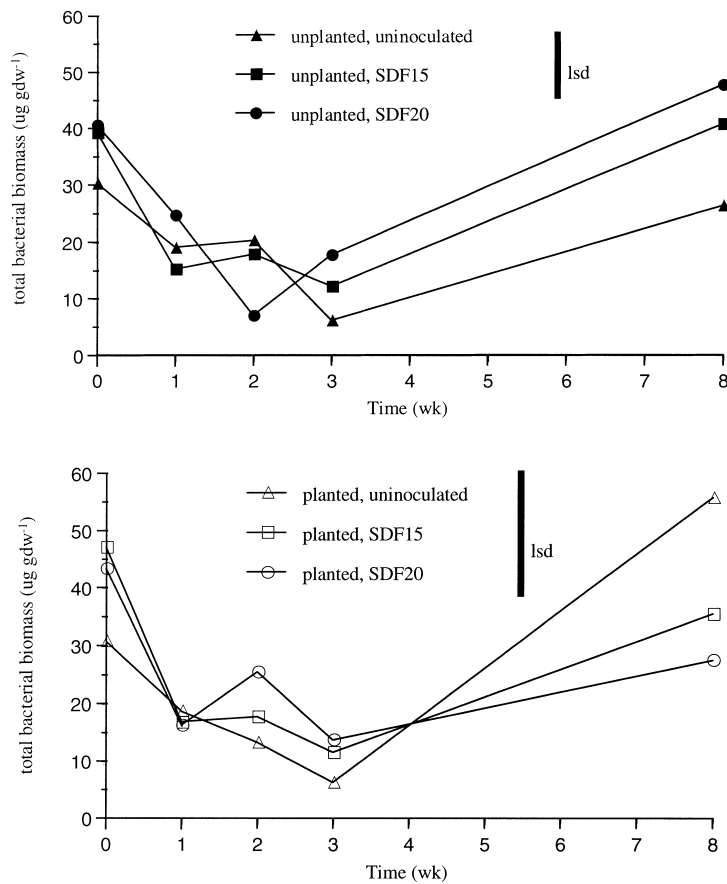 60
50
40
30
20
10
0
total bacterial biomass (ug gdw-1)
unplanted, uninoculated
unplanted, SDF15
unplanted, SDF20
lsd
0 1 2 3 4 5 6 7 8
Time (wk)
60
50
40
30
20
10
0
total bacterial biomass (ug gdw-1)
planted, uninoculated
planted, SDF15
planted, SDF20
lsd
0 1 2 3 4 5 6 7 8
Time (wk)